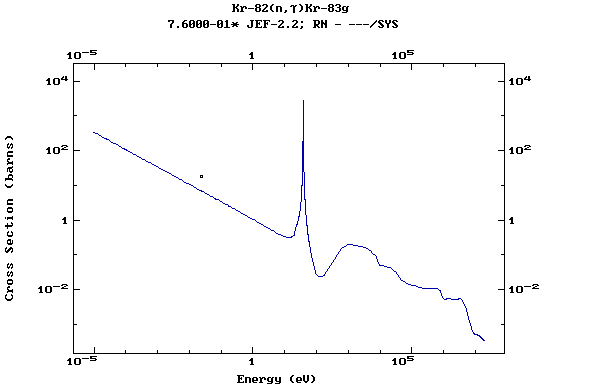 Kr-82(n,γ)Kr-83g
7.6000-01* JEF-2.2; RN - ---/SYS
10⁻⁵ 1 10⁵
10⁴ 10⁴
10² 10²
1 1
10⁻² 10⁻²
10⁻⁵ 1 10⁵
Cross Section (barns)
Energy (eV)